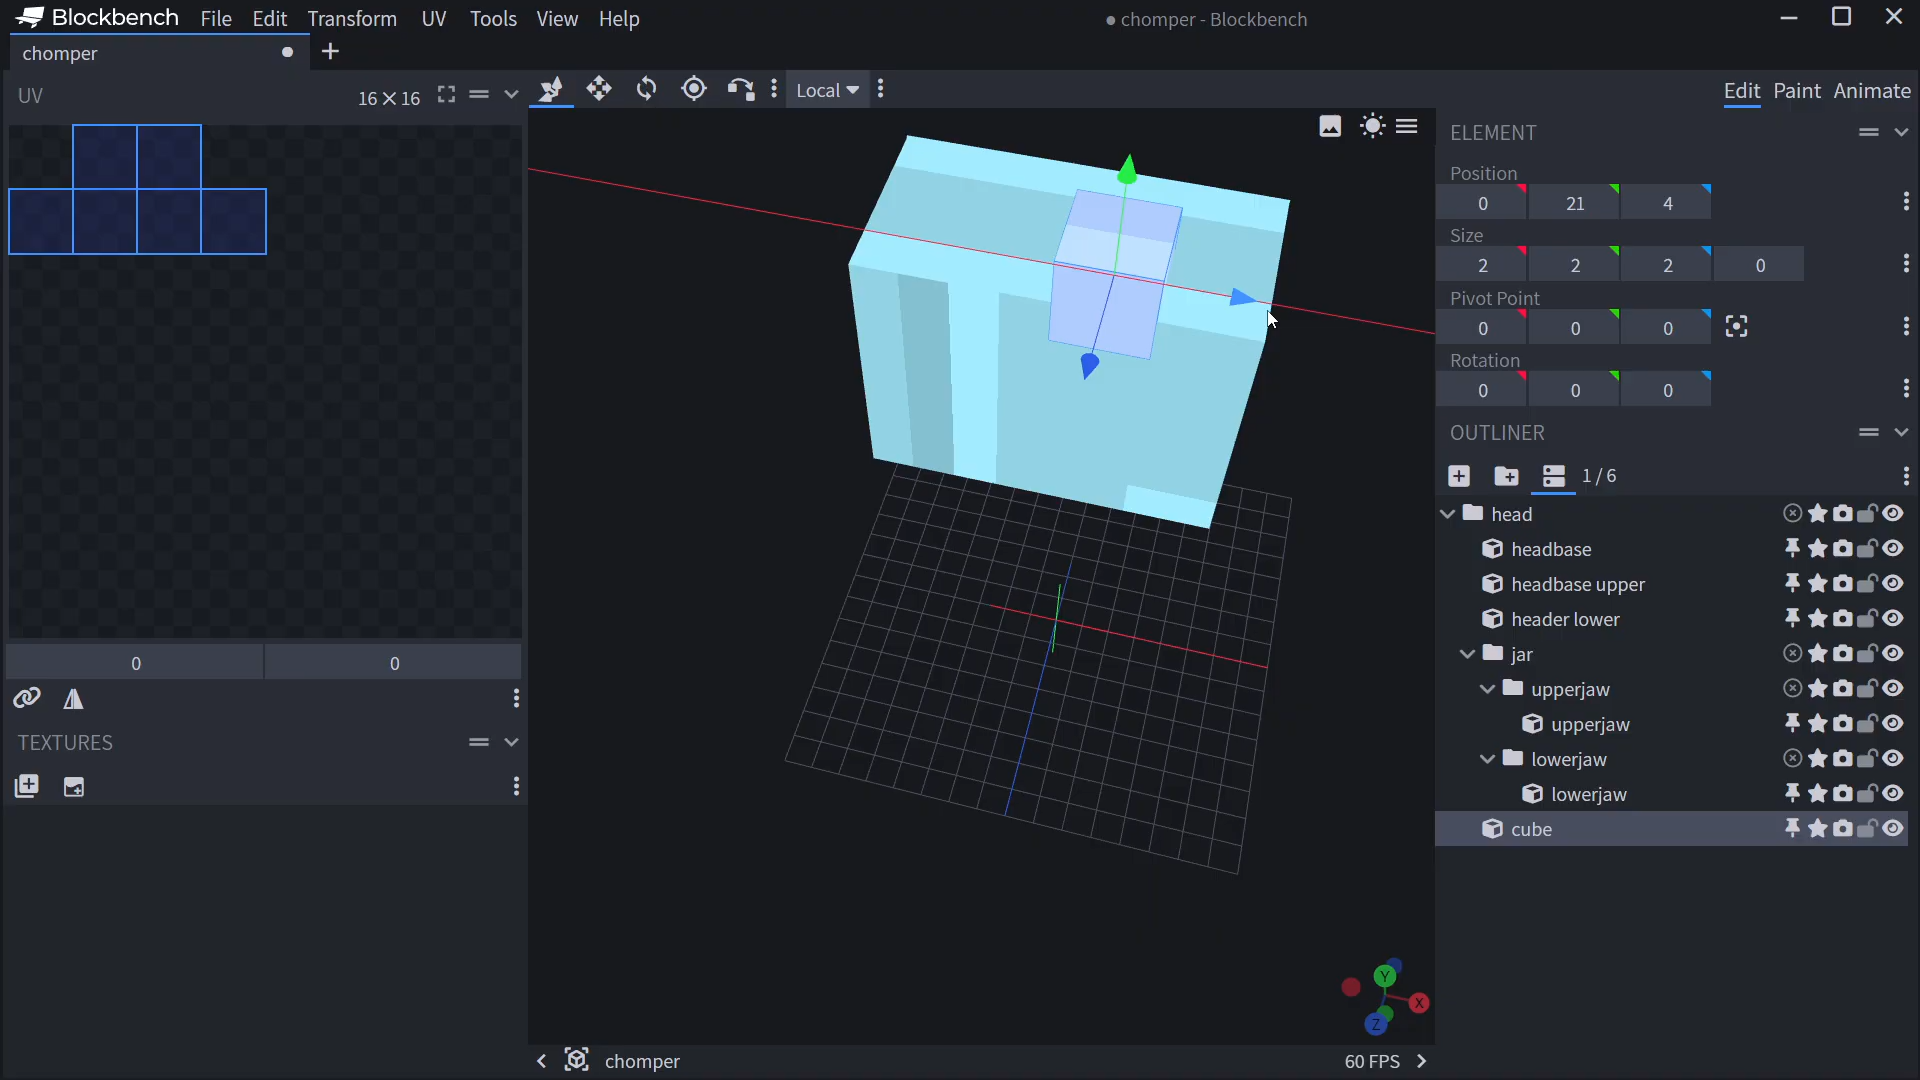 Blockbench File Edit Transform UV Tools View Help
● chomper - Blockbench
chomper
UV 16×16
Local
Edit Paint Animate
ELEMENT
Position
0 21 4
Size
2 2 2 0
Pivot Point
0 0 0
Rotation
0 0 0
OUTLINER
1 / 6
head
headbase
headbase upper
header lower
jar
upperjaw
upperjaw
lowerjaw
lowerjaw
cube
0 0
TEXTURES
Y
X
Z
chomper
60 FPS